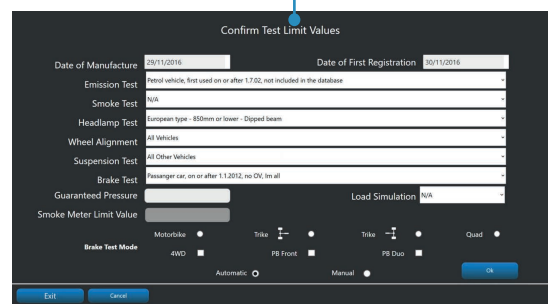 Confirm Test Limit Values
Date of Manufacture 29/11/2016 Date of First Registration 30/11/2016
Emission Test Petrol vehicle, first used on or after 1.7.02, not included in the database
Smoke Test N/A
Headlamp Test European type - 850mm or lower - Dipped beam
Wheel Alignment All Vehicles
Suspension Test All Other Vehicles
Brake Test Passanger car, on or after 1.1.2012, no OV, Im all
Guaranteed Pressure Load Simulation N/A
Smoke Meter Limit Value
Motorbike Trike Trike Quad
Brake Test Mode
4WD PB Front PB Duo
Automatic Manual Ok
Exit Cancel